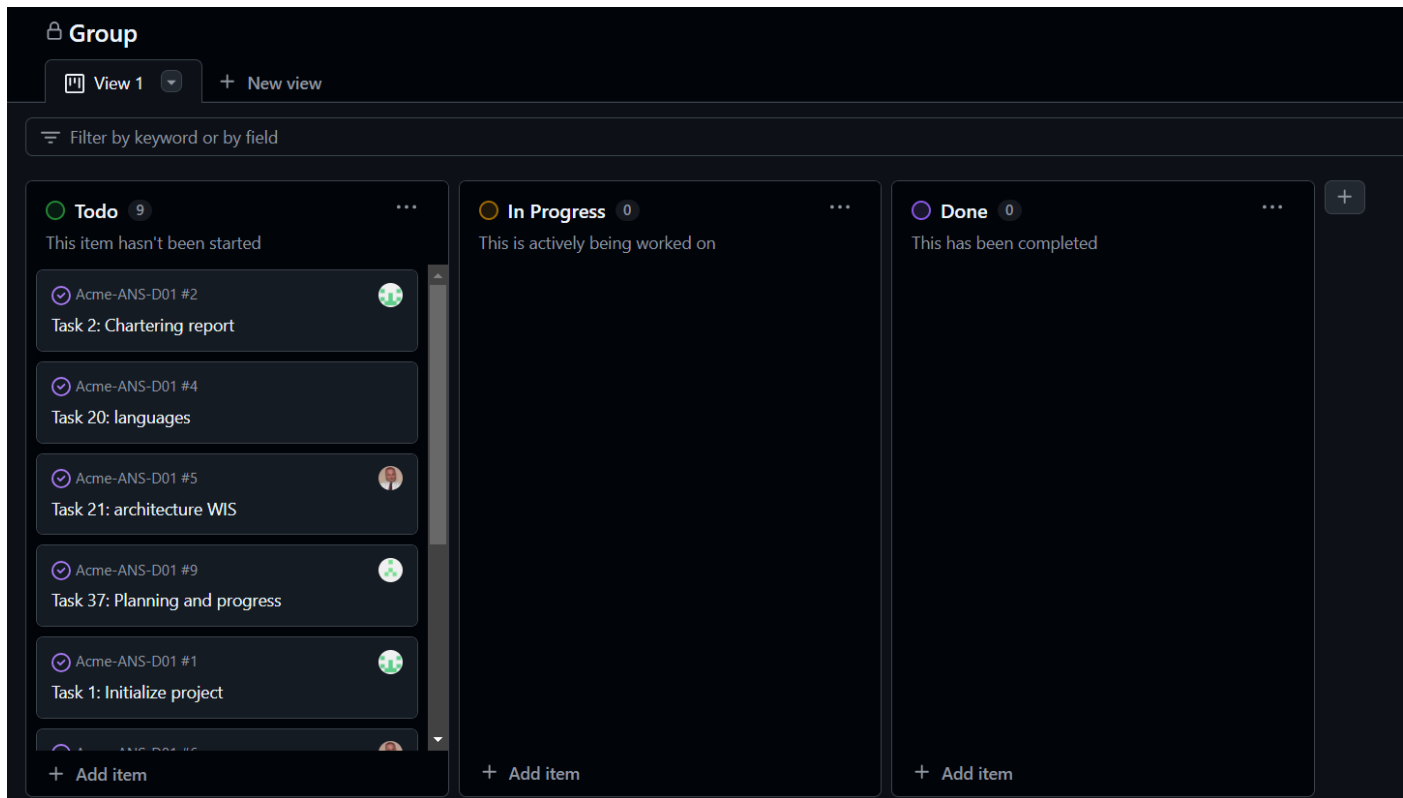 Group
View 1
New view
Filter by keyword or by field
Todo 9
This item hasn't been started
Acme-ANS-D01 #2
Task 2: Chartering report
Acme-ANS-D01 #4
Task 20: languages
Acme-ANS-D01 #5
Task 21: architecture WIS
Acme-ANS-D01 #9
Task 37: Planning and progress
Acme-ANS-D01 #1
Task 1: Initialize project
+ Add item
In Progress 0
This is actively being worked on
+ Add item
Done 0
This has been completed
+ Add item